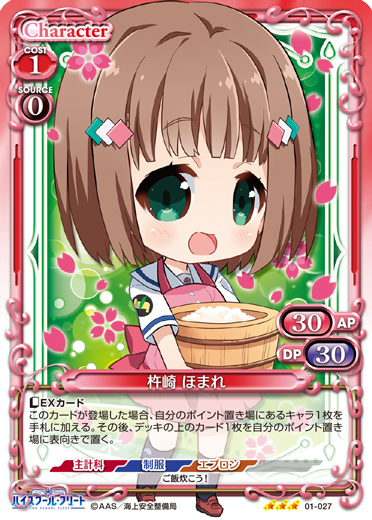 Character
COST
1
SOURCE
0
30 AP
DP 30
杵崎 ほまれ
EXカード
このカードが登場した場合、自分のポイント置き場にあるキャラ1枚を
手札に加える。その後、デッキの上のカード1枚を自分のポイント置き
場に表向きで置く。
主計科 制服 エプロン
ご飯炊こう!
ハイスクール・フリート
©AAS/海上安全整備局
01-027